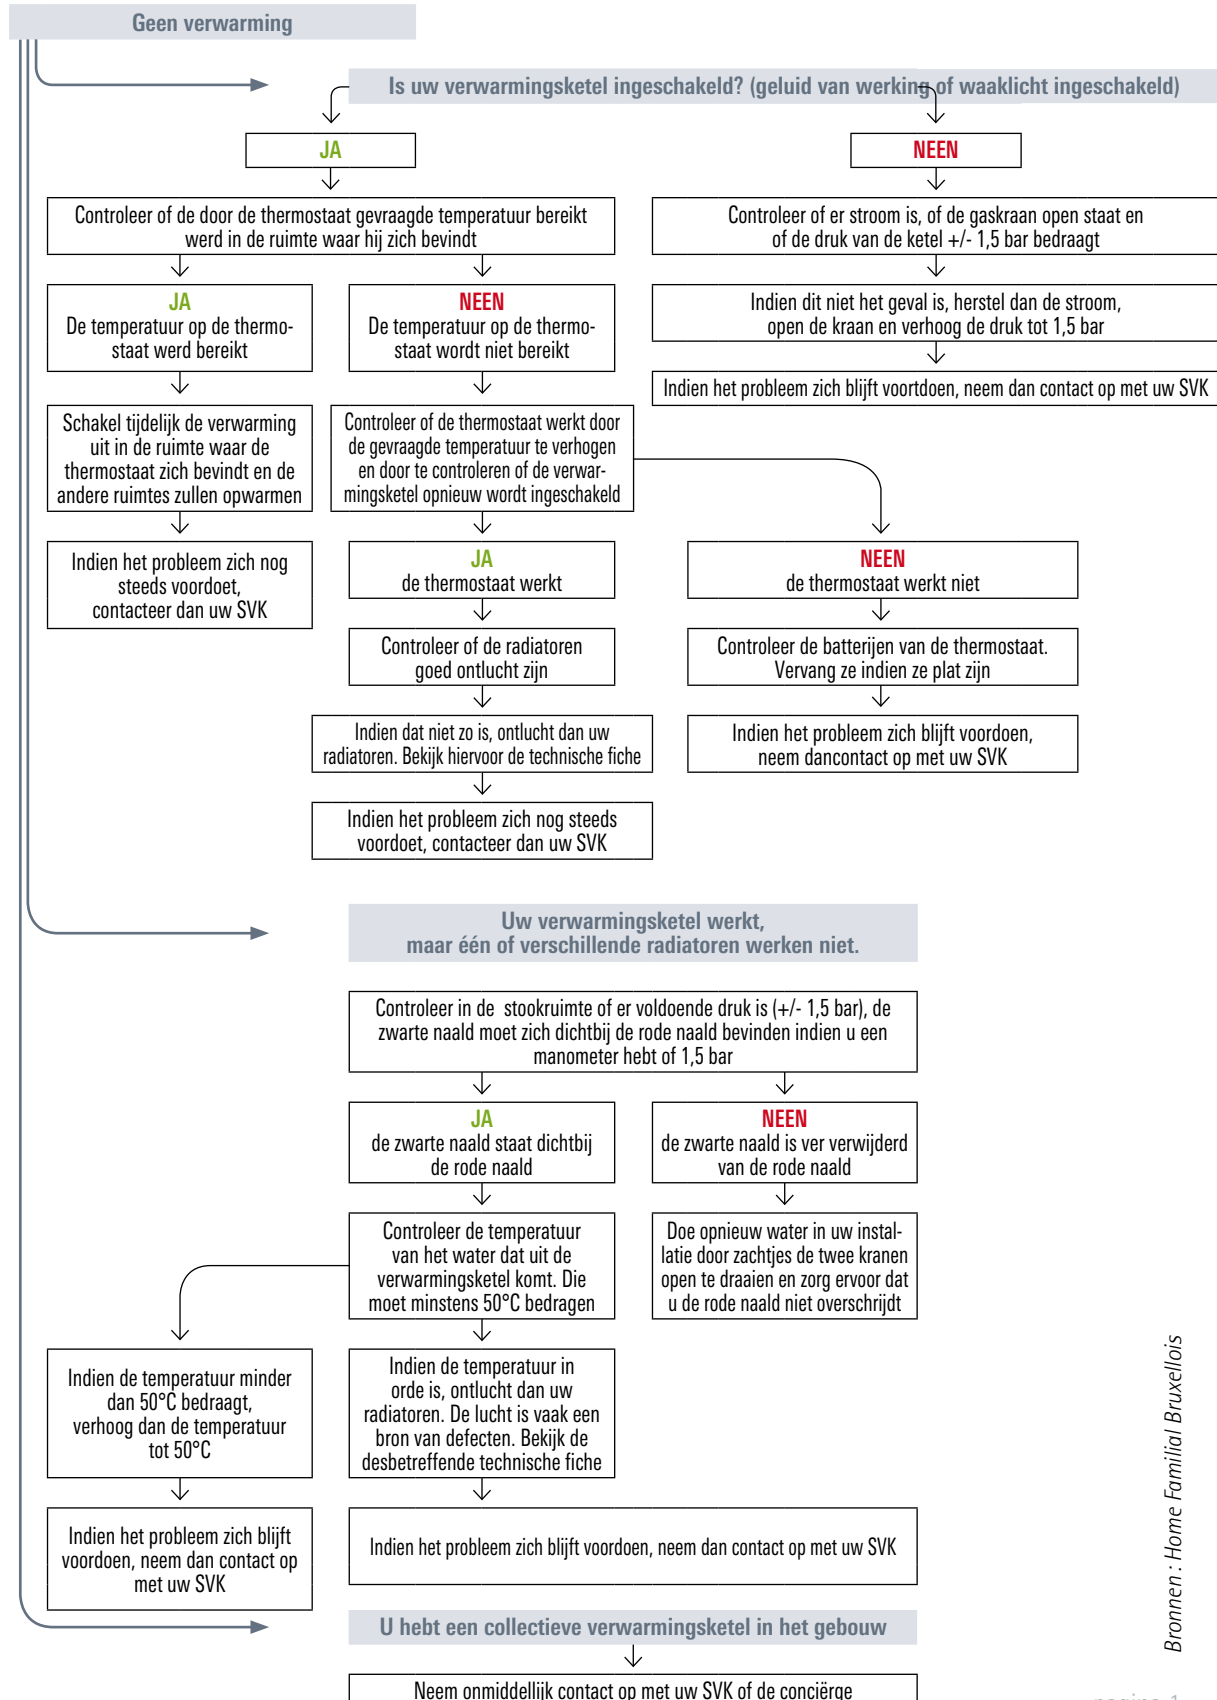 Geen verwarming
Is uw verwarmingsketel ingeschakeld? (geluid van werking of waaklicht ingeschakeld)
JA
NEEN
Controleer of de door de thermostaat gevraagde temperatuur bereikt
werd in de ruimte waar hij zich bevindt
Controleer of er stroom is, of de gaskraan open staat en
of de druk van de ketel +/- 1,5 bar bedraagt
JA
De temperatuur op de thermo-
staat werd bereikt
NEEN
De temperatuur op de thermo-
staat wordt niet bereikt
Indien dit niet het geval is, herstel dan de stroom,
open de kraan en verhoog de druk tot 1,5 bar
Indien het probleem zich blijft voortdoen, neem dan contact op met uw SVK
Schakel tijdelijk de verwarming
uit in de ruimte waar de
thermostaat zich bevindt en de
andere ruimtes zullen opwarmen
Controleer of de thermostaat werkt door
de gevraagde temperatuur te verhogen
en door te controleren of de verwar-
mingsketel opnieuw wordt ingeschakeld
Indien het probleem zich nog
steeds voordoet,
contacteer dan uw SVK
JA
de thermostaat werkt
NEEN
de thermostaat werkt niet
Controleer of de radiatoren
goed ontlucht zijn
Controleer de batterijen van de thermostaat.
Vervang ze indien ze plat zijn
Indien dat niet zo is, ontlucht dan uw
radiatoren. Bekijk hiervoor de technische fiche
Indien het probleem zich blijft voordoen,
neem dancontact op met uw SVK
Indien het probleem zich nog steeds
voordoet, contacteer dan uw SVK
Uw verwarmingsketel werkt,
maar één of verschillende radiatoren werken niet.
Controleer in de stookruimte of er voldoende druk is (+/- 1,5 bar), de
zwarte naald moet zich dichtbij de rode naald bevinden indien u een
manometer hebt of 1,5 bar
JA
de zwarte naald staat dichtbij
de rode naald
NEEN
de zwarte naald is ver verwijderd
van de rode naald
Controleer de temperatuur
van het water dat uit de
verwarmingsketel komt. Die
moet minstens 50°C bedragen
Doe opnieuw water in uw instal-
latie door zachtjes de twee kranen
open te draaien en zorg ervoor dat
u de rode naald niet overschrijdt
Indien de temperatuur minder
dan 50°C bedraagt,
verhoog dan de temperatuur
tot 50°C
Indien de temperatuur in
orde is, ontlucht dan uw
radiatoren. De lucht is vaak een
bron van defecten. Bekijk de
desbetreffende technische fiche
Indien het probleem zich blijft
voordoen, neem dan contact op
met uw SVK
Indien het probleem zich blijft voordoen, neem dan contact op met uw SVK
U hebt een collectieve verwarmingsketel in het gebouw
Neem onmiddellijk contact op met uw SVK of de conciërge
Bronnen : Home Familial Bruxellois
pagina 1